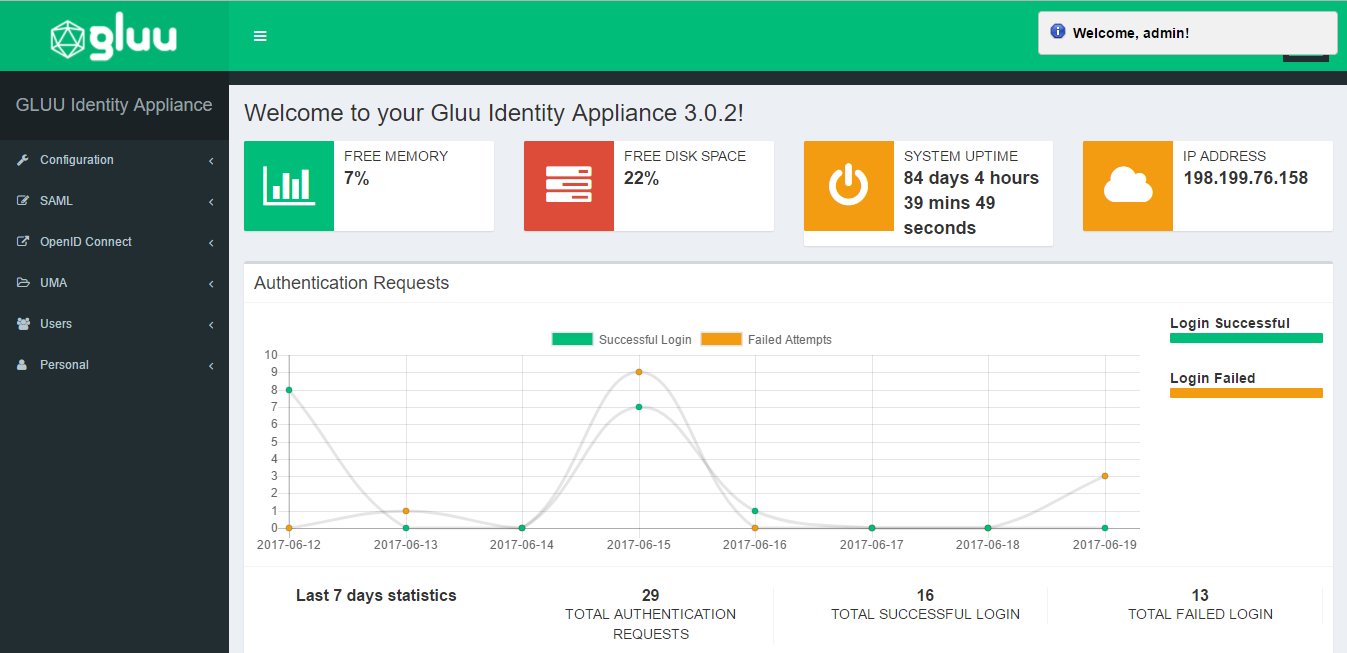 gluu
Welcome, admin!
GLUU Identity Appliance
Configuration
SAML
OpenID Connect
UMA
Users
Personal
Welcome to your Gluu Identity Appliance 3.0.2!
FREE MEMORY
7%
FREE DISK SPACE
22%
SYSTEM UPTIME
84 days 4 hours
39 mins 49
seconds
IP ADDRESS
198.199.76.158
Authentication Requests
Successful Login Failed Attempts
10
9
8
7
6
5
4
3
2
1
0
2017-06-12 2017-06-13 2017-06-14 2017-06-15 2017-06-16 2017-06-17 2017-06-18 2017-06-19
Login Successful
Login Failed
Last 7 days statistics
29
TOTAL AUTHENTICATION
REQUESTS
16
TOTAL SUCCESSFUL LOGIN
13
TOTAL FAILED LOGIN